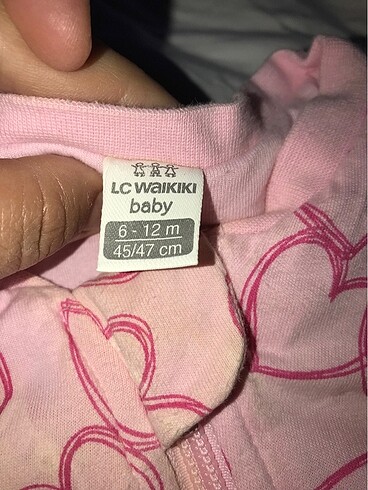 LC WAIKIKI
baby
6 - 12 m
45/47 cm